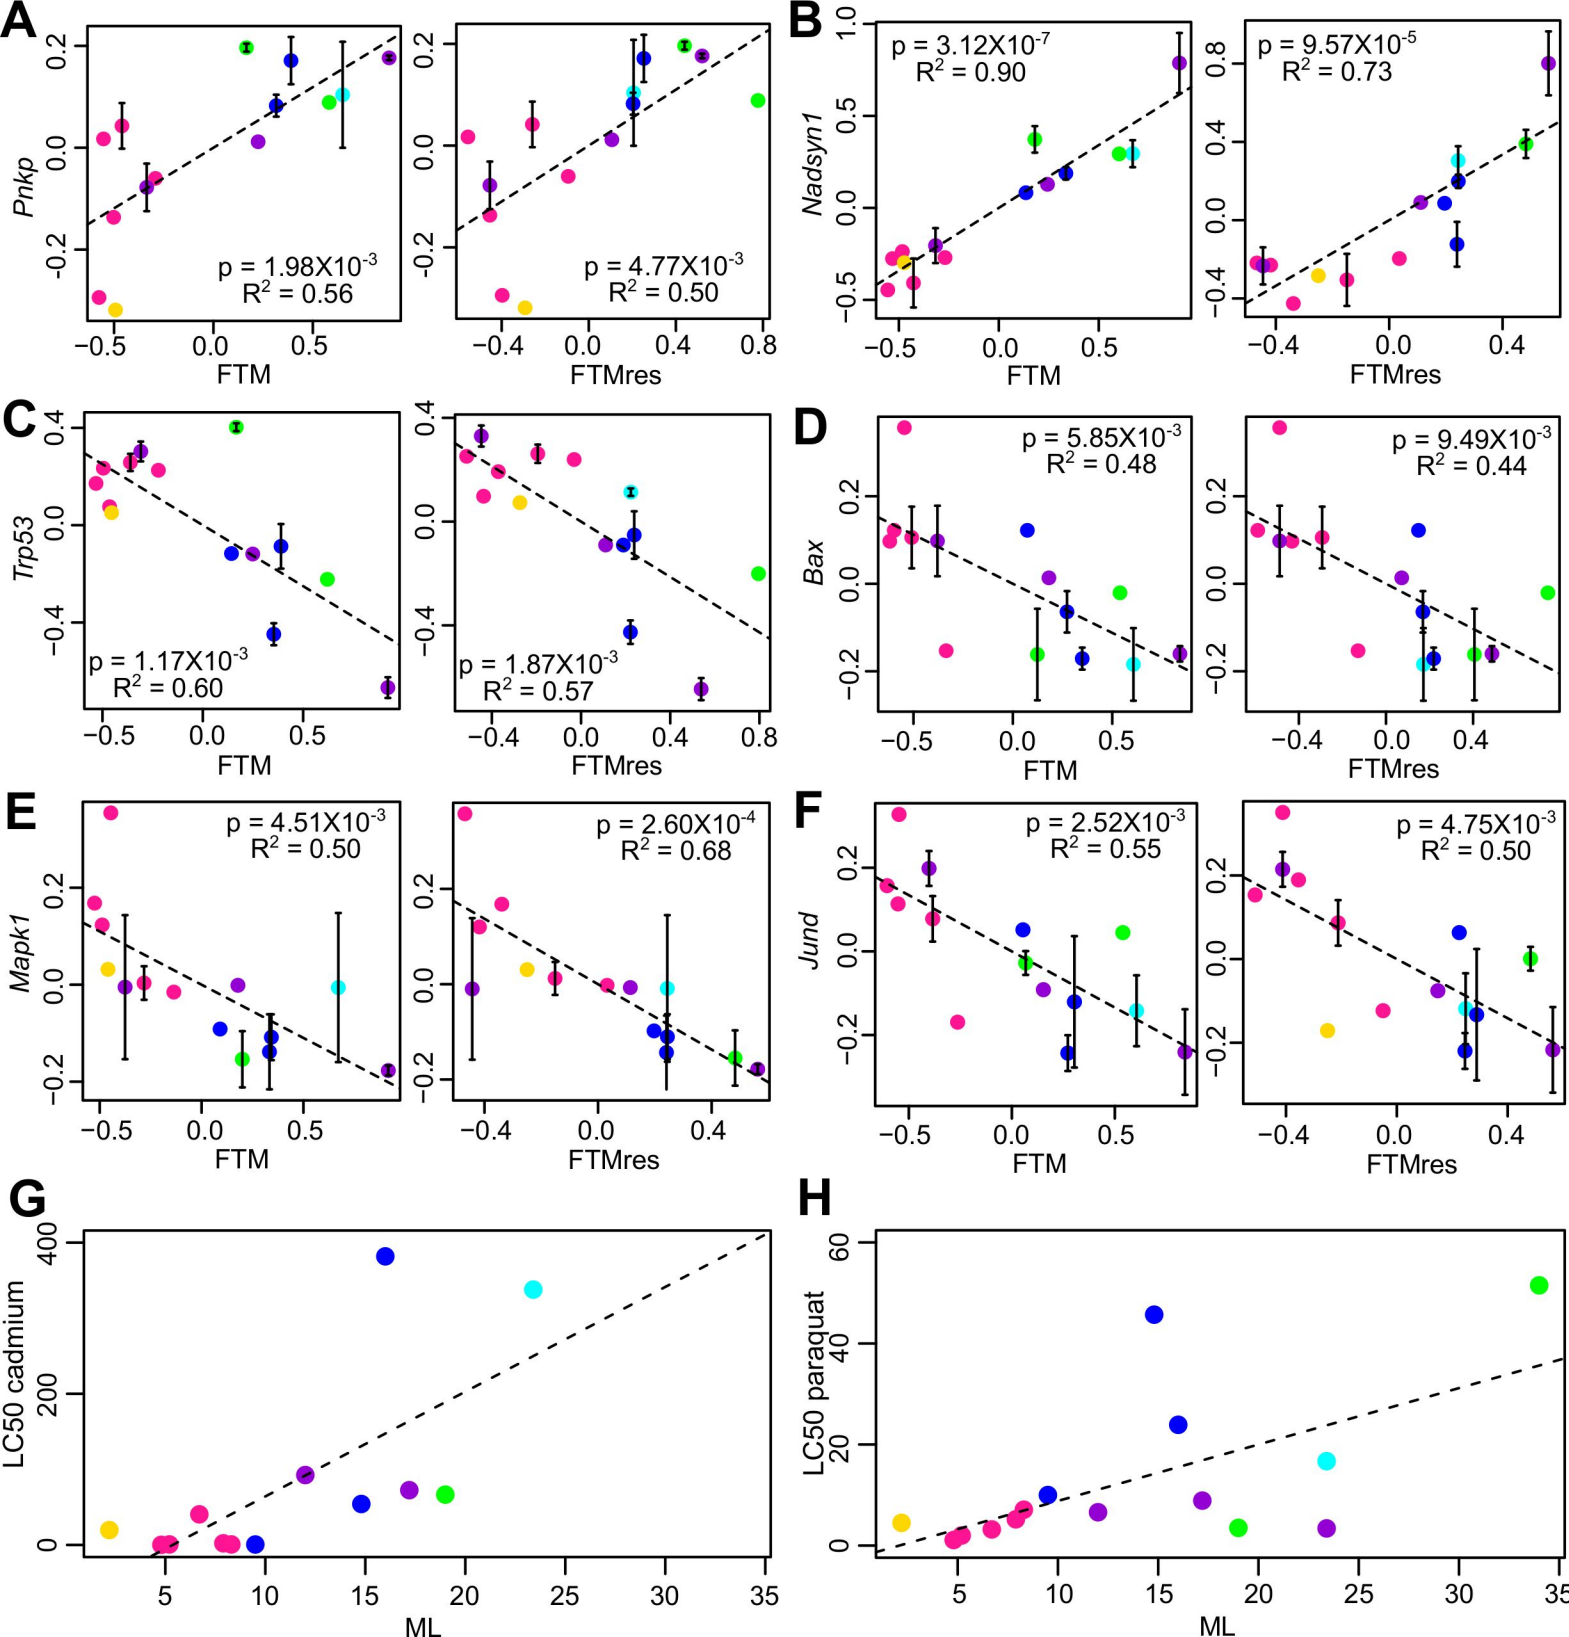 A
Pnkp
0.2
0.0
-0.2
p = 1.98X10-3
R2 = 0.56
−0.5 0.0 0.5
FTM
0.2
0.0
-0.2
p = 4.77X10-3
R2 = 0.50
−0.4 0.0 0.4 0.8
FTMres
B
Nadsyn1
1.0
0.5
0.0
−0.5
p = 3.12X10-7
R2 = 0.90
−0.5 0.0 0.5
FTM
0.8
0.4
0.0
−0.4
p = 9.57X10-5
R2 = 0.73
−0.4 0.0 0.4
FTMres
C
Trp53
0.4
0.0
−0.4
p = 1.17X10-3
R2 = 0.60
−0.5 0.0 0.5
FTM
0.4
0.0
−0.4
p = 1.87X10-3
R2 = 0.57
−0.4 0.0 0.4 0.8
FTMres
D
Bax
0.2
0.0
−0.2
p = 5.85X10-3
R2 = 0.48
−0.5 0.0 0.5
FTM
0.2
0.0
−0.2
p = 9.49X10-3
R2 = 0.44
−0.4 0.0 0.4
FTMres
E
Mapk1
0.2
0.0
−0.2
p = 4.51X10-3
R2 = 0.50
−0.5 0.0 0.5
FTM
0.2
0.0
−0.2
p = 2.60X10-4
R2 = 0.68
−0.4 0.0 0.4
FTMres
F
Jund
0.2
0.0
−0.2
p = 2.52X10-3
R2 = 0.55
−0.5 0.0 0.5
FTM
0.2
0.0
−0.2
p = 4.75X10-3
R2 = 0.50
−0.4 0.0 0.4
FTMres
G
LC50 cadmium
400
200
0
5 10 15 20 25 30 35
ML
H
LC50 paraquat
60
40
20
0
5 10 15 20 25 30 35
ML